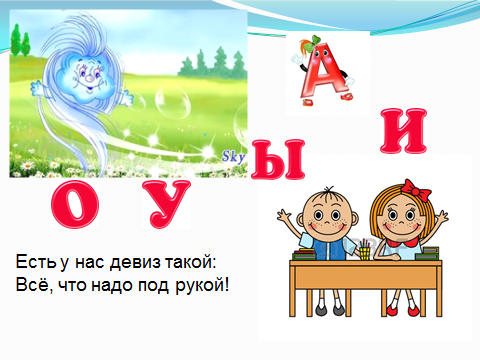 А
И
Ы
О У
Sky
Есть у нас девиз такой:
Всё, что надо под рукой!